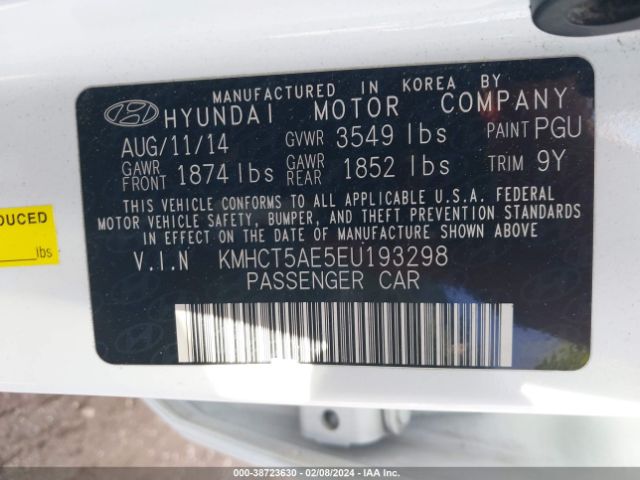 MANUFACTURED IN KOREA BY
HYUNDAI MOTOR COMPANY
AUG/11/14 GVWR 3549 lbs PAINT PGU
GAWR FRONT 1874 lbs GAWR REAR 1852 lbs TRIM 9Y
THIS VEHICLE CONFORMS TO ALL APPLICABLE U.S.A. FEDERAL
MOTOR VEHICLE SAFETY, BUMPER, AND THEFT PREVENTION
STANDARDS IN EFFECT ON THE DATE OF MANUFACTURE SHOWN ABOVE
V.I.N KMHCT5AE5EU193298
PASSENGER CAR
DUCED
lbs
000-38723630 - 02/08/2024 - IAA Inc.